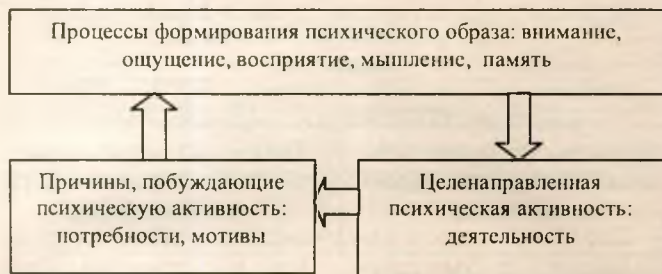 Процессы формирования психического образа: внимание,
ощущение, восприятие, мышление, память
Причины, побуждающие
психическую активность:
потребности, мотивы
Целенаправленная
психическая активность:
деятельность